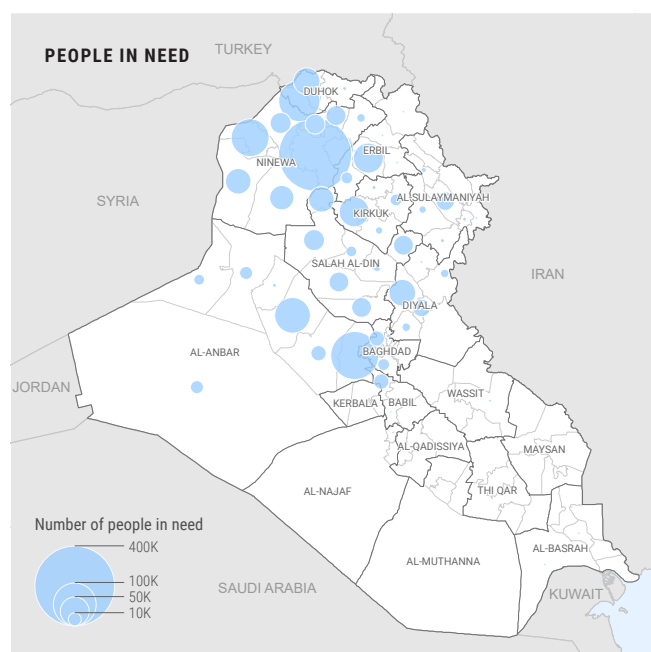 PEOPLE IN NEED
TURKEY
DUHOK
ERBIL
NINEWA
AL-SULAYMANIYAH
SYRIA
KIRKUK
SALAH AL-DIN
IRAN
DIYALA
BAGHDAD
AL-ANBAR
JORDAN
WASSIT
KERBALA
BABIL
AL-QADISSIYA
MAYSAN
AL-NAJAF
THI QAR
Number of people in need
400K
AL-BASRAH
AL-MUTHANNA
100K
SAUDI ARABIA
KUWAIT
50K
10K